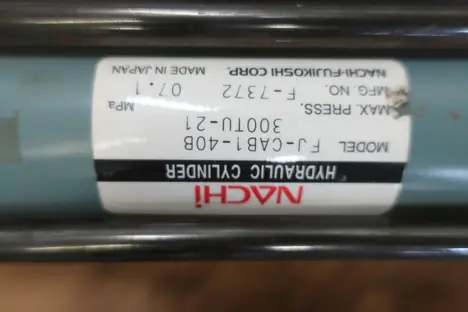 NACHi
HYDRAULIC CYLINDER
MODEL FJ-CAB1-40B
300TU-21
MAX. PRESS. MPa
MFG. NO. F-7372 07.1
NACHI-FUJIKOSHI CORP. MADE IN JAPAN